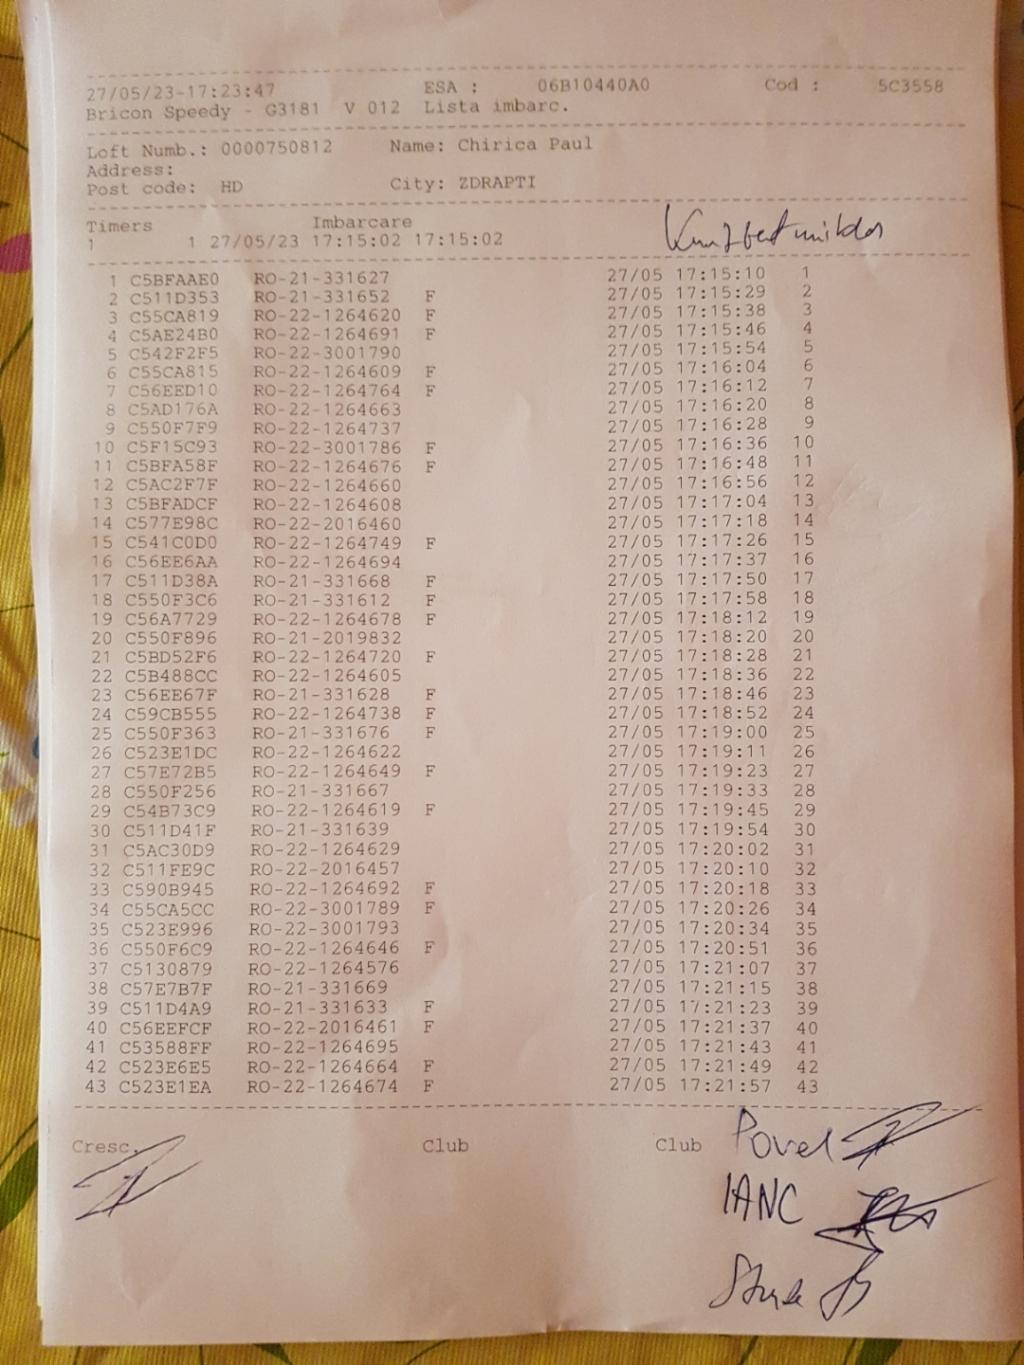 27/05/23-17:23:47 ESA : 06B10440A0 Cod : 5C3558
Bricon Speedy - G3181 V 012 Lista imbarc.
Loft Numb.: 0000750812 Name: Chirica Paul
Address:
Post code: HD City: ZDRAPTI
Timers Imbarcare
1 1 27/05/23 17:15:02 17:15:02
1 C5BFAAE0 RO-21-331627 27/05 17:15:10 1
2 C511D353 RO-21-331652 F 27/05 17:15:29 2
3 C55CA819 RO-22-1264620 F 27/05 17:15:38 3
4 C5AE24B0 RO-22-1264691 F 27/05 17:15:46 4
5 C542F2F5 RO-22-3001790 27/05 17:15:54 5
6 C55CA815 RO-22-1264609 F 27/05 17:16:04 6
7 C56EED10 RO-22-1264764 F 27/05 17:16:12 7
8 C5AD176A RO-22-1264663 27/05 17:16:20 8
9 C550F7F9 RO-22-1264737 27/05 17:16:28 9
10 C5F15C93 RO-22-3001786 F 27/05 17:16:36 10
11 C5BFA58F RO-22-1264676 F 27/05 17:16:48 11
12 C5AC2F7F RO-22-1264660 27/05 17:16:56 12
13 C5BFADCF RO-22-1264608 27/05 17:17:04 13
14 C577E98C RO-22-2016460 27/05 17:17:18 14
15 C541C0D0 RO-22-1264749 F 27/05 17:17:26 15
16 C56EE6AA RO-22-1264694 27/05 17:17:37 16
17 C511D38A RO-21-331668 F 27/05 17:17:50 17
18 C550F3C6 RO-21-331612 F 27/05 17:17:58 18
19 C56A7729 RO-22-1264678 F 27/05 17:18:12 19
20 C550F896 RO-21-2019832 27/05 17:18:20 20
21 C5BD52F6 RO-22-1264720 F 27/05 17:18:28 21
22 C5B488CC RO-22-1264605 27/05 17:18:36 22
23 C56EE67F RO-21-331628 F 27/05 17:18:46 23
24 C59CB555 RO-22-1264738 F 27/05 17:18:52 24
25 C550F363 RO-21-331676 F 27/05 17:19:00 25
26 C523E1DC RO-22-1264622 27/05 17:19:11 26
27 C57E72B5 RO-22-1264649 F 27/05 17:19:23 27
28 C550F256 RO-21-331667 27/05 17:19:33 28
29 C54B73C9 RO-22-1264619 F 27/05 17:19:45 29
30 C511D41F RO-21-331639 27/05 17:19:54 30
31 C5AC30D9 RO-22-1264629 27/05 17:20:02 31
32 C511FE9C RO-22-2016457 27/05 17:20:10 32
33 C590B945 RO-22-1264692 F 27/05 17:20:18 33
34 C55CA5CC RO-22-3001789 F 27/05 17:20:26 34
35 C523E996 RO-22-3001793 27/05 17:20:34 35
36 C550F6C9 RO-22-1264646 F 27/05 17:20:51 36
37 C5130879 RO-22-1264576 27/05 17:21:07 37
38 C57E7B7F RO-21-331669 27/05 17:21:15 38
39 C511D4A9 RO-21-331633 F 27/05 17:21:23 39
40 C56EEFCF RO-22-2016461 F 27/05 17:21:37 40
41 C53588FF RO-22-1264695 27/05 17:21:43 41
42 C523E6E5 RO-22-1264664 F 27/05 17:21:49 42
43 C523E1EA RO-22-1264674 F 27/05 17:21:57 43
Cresc. Club Club Povel
IANC